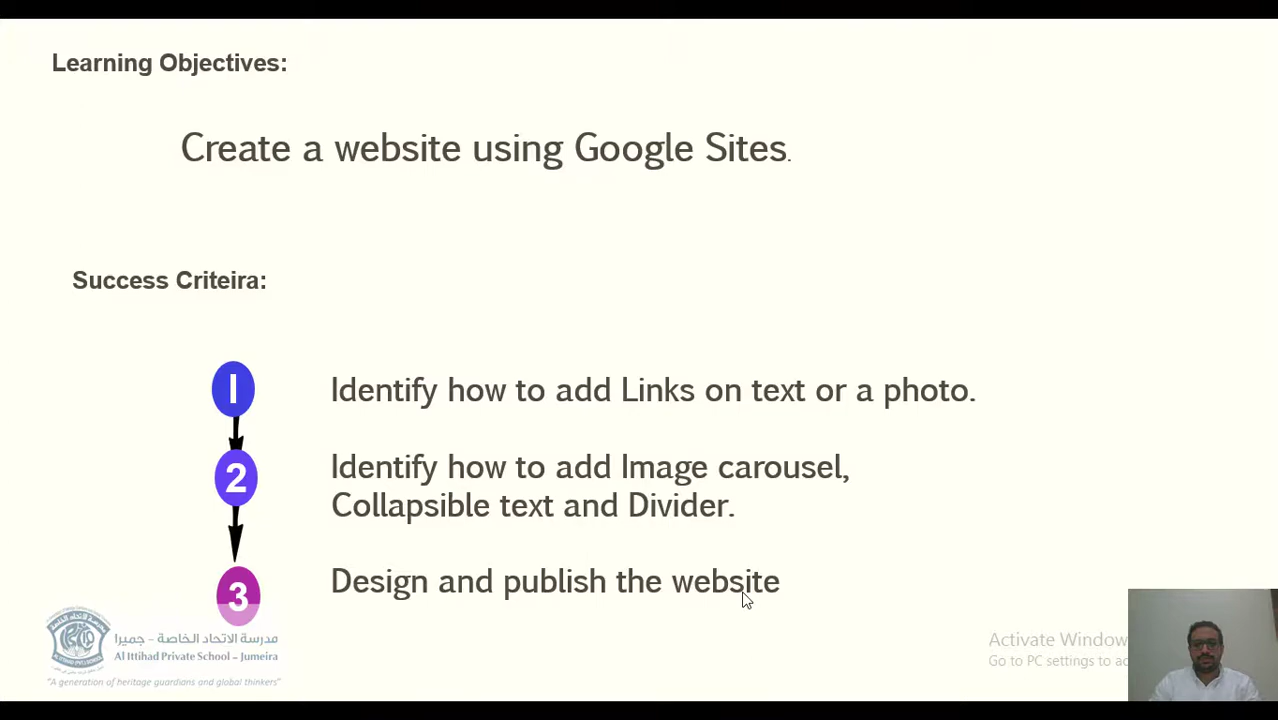 Learning Objectives:
Create a website using Google Sites.
Success Criteira:
1
Identify how to add Links on text or a photo.
2
Identify how to add Image carousel,
Collapsible text and Divider.
3
Design and publish the website
مدرسة الاتحاد الخاصة - جميرا
Al Ittihad Private School - Jumeira
"A generation of heritage guardians and global thinkers"
Activate Window
Go to PC settings to ac